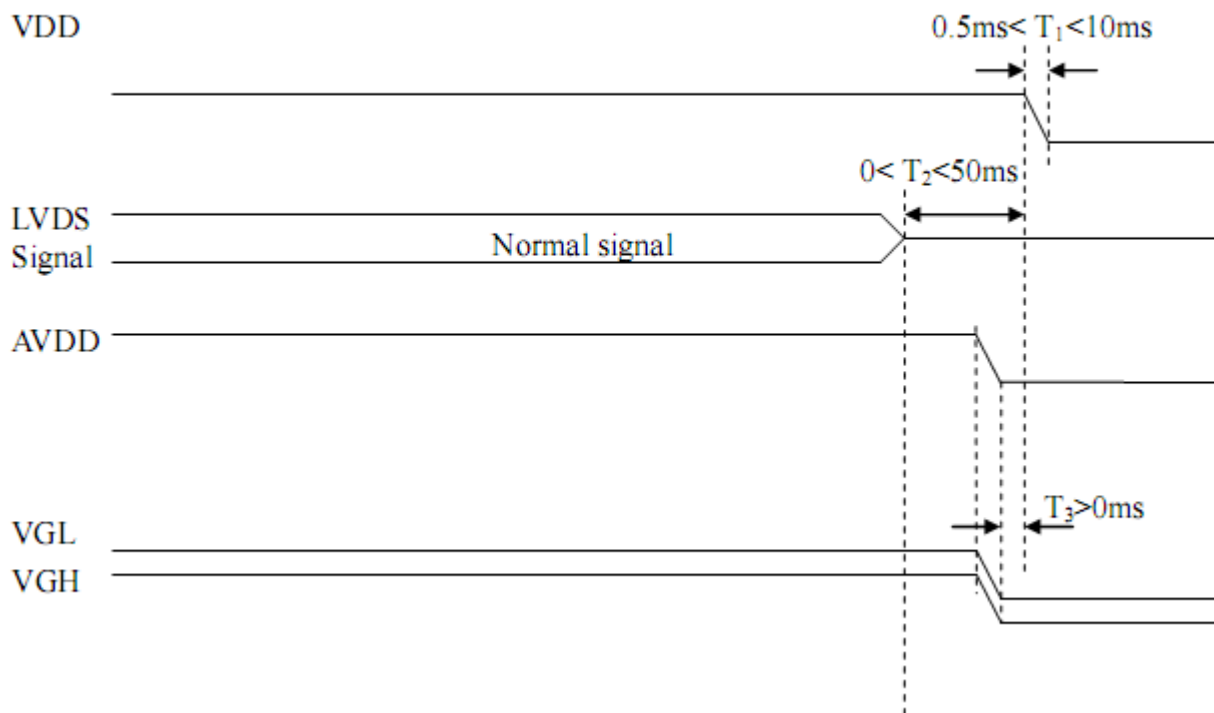 VDD
0.5ms< T₁<10ms
0< T₂<50ms
LVDS
Signal
Normal signal
AVDD
T₃>0ms
VGL
VGH